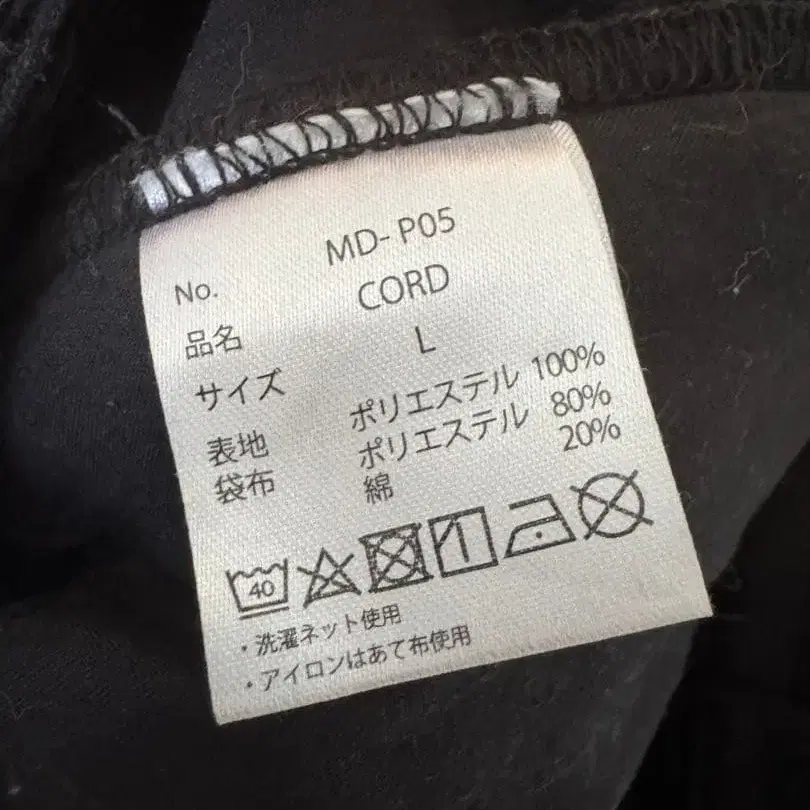 No. MD- P05
品名 CORD
サイズ L
表地 ポリエステル 100%
袋布 ポリエステル 80%
綿 20%
40
・洗濯ネット使用
・アイロンはあて布使用